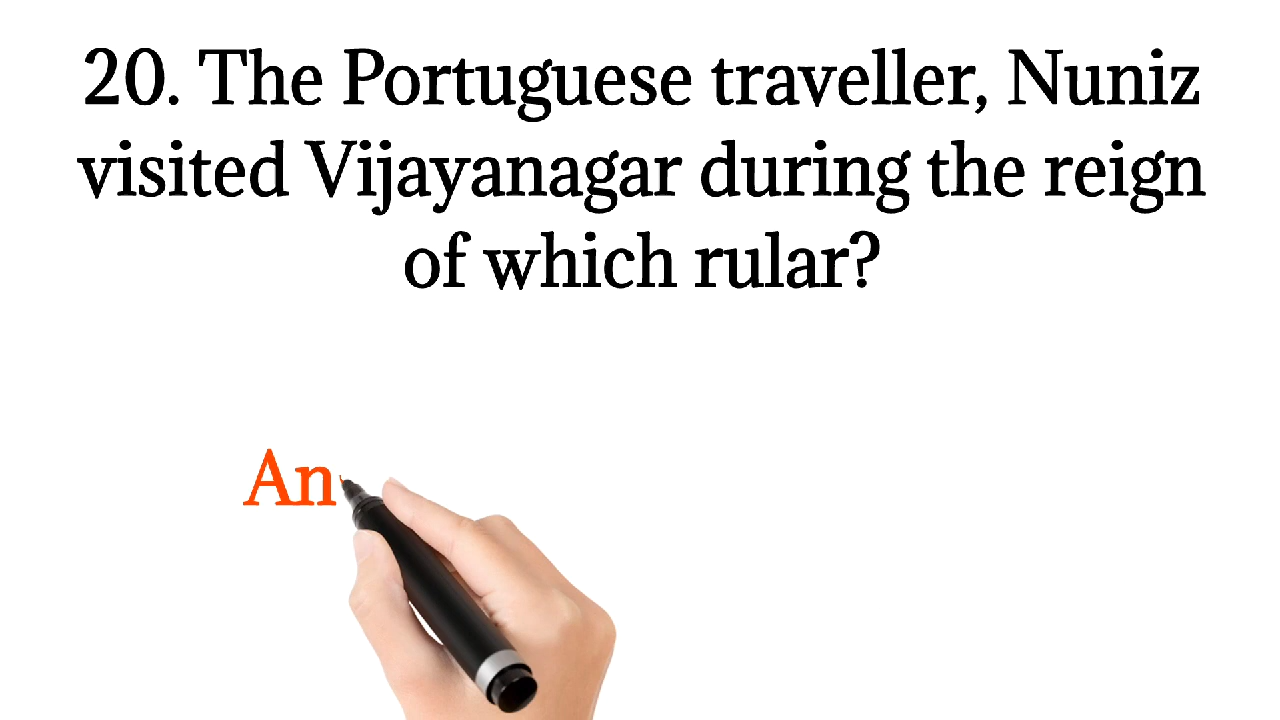 20. The Portuguese traveller, Nuniz
visited Vijayanagar during the reign
of which rular?
An